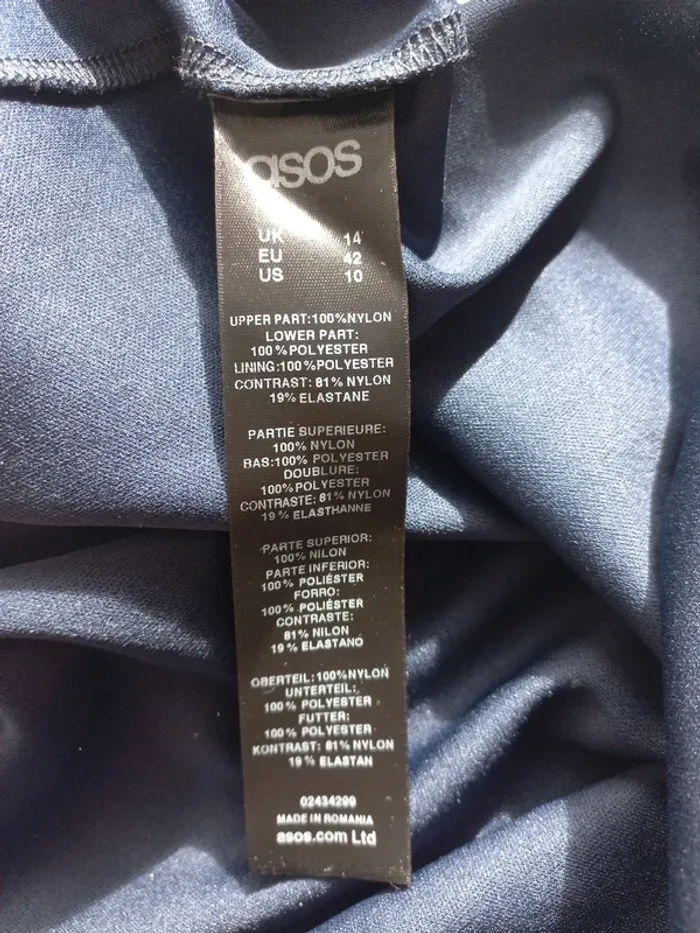 asos
UK 14
EU 42
US 10
UPPER PART:100%NYLON
LOWER PART:
100%POLYESTER
LINING:100%POLYESTER
CONTRAST: 81% NYLON
19% ELASTANE
PARTIE SUPERIEURE:
100% NYLON
BAS:100% POLYESTER
DOUBLURE:
100%POLYESTER
CONTRASTE: 81% NYLON
19% ELASTHANNE
PARTE SUPERIOR:
100% NILON
PARTE INFERIOR:
100% POLIÉSTER
FORRO:
100% POLIÉSTER
CONTRASTE:
81% NILON
19% ELASTANO
OBERTEIL:100%NYLON
UNTERTEIL:
100% POLYESTER
FUTTER:
100% POLYESTER
KONTRAST: 81% NYLON
19% ELASTAN
02434299
MADE IN ROMANIA
asos.com Ltd